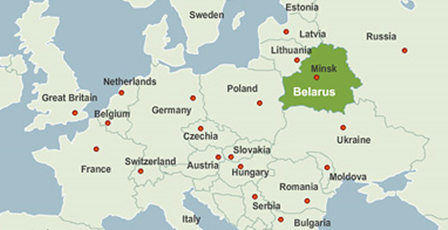 Estonia
Sweden
Latvia
Russia
Lithuania
Minsk
Netherlands
Belarus
Great Britain
Germany
Poland
Belgium
Czechia
Ukraine
France
Switzerland
Slovakia
Austria
Hungary
Moldova
Romania
Serbia
Italy
Bulgaria